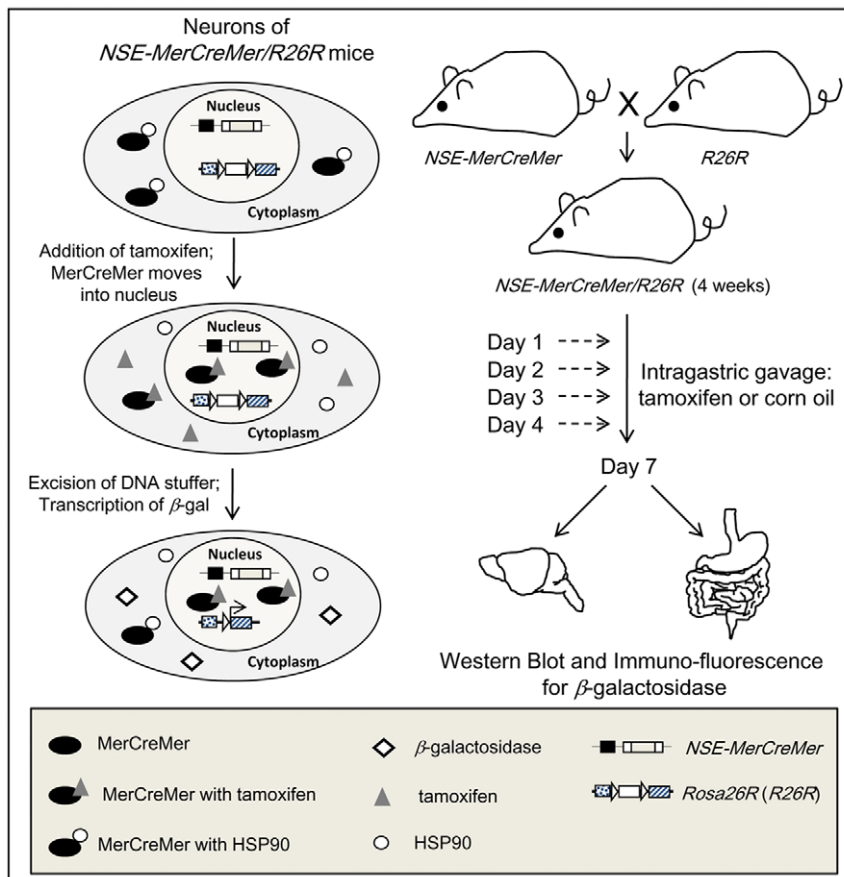 Neurons of
NSE-MerCreMer/R26R mice
Nucleus
Cytoplasm
Addition of tamoxifen;
MerCreMer moves
into nucleus
Nucleus
Cytoplasm
Excision of DNA stuffer;
Transcription of β-gal
Nucleus
Cytoplasm
X
NSE-MerCreMer
R26R
NSE-MerCreMer/R26R (4 weeks)
Day 1
Day 2
Day 3
Day 4
Intragastric gavage:
tamoxifen or corn oil
Day 7
Western Blot and Immuno-fluorescence
for β-galactosidase
MerCreMer
β-galactosidase
NSE-MerCreMer
MerCreMer with tamoxifen
tamoxifen
Rosa26R (R26R)
MerCreMer with HSP90
HSP90